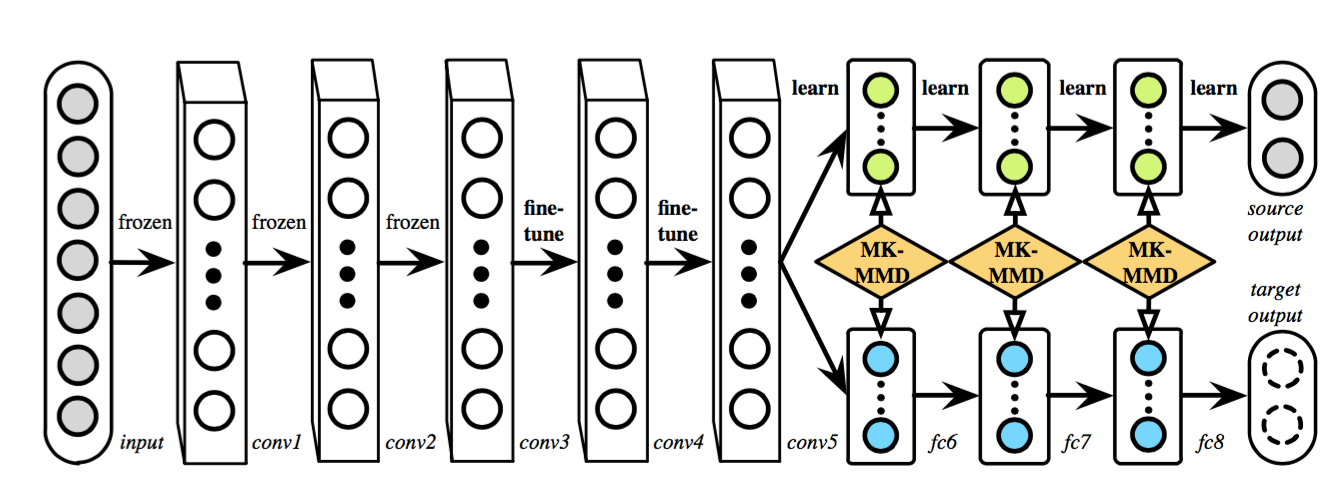 learn
learn
learn
learn
frozen
frozen
frozen
fine-
tune
fine-
tune
source
output
MK-
MMD
MK-
MMD
MK-
MMD
target
output
input
conv1
conv2
conv3
conv4
conv5
fc6
fc7
fc8